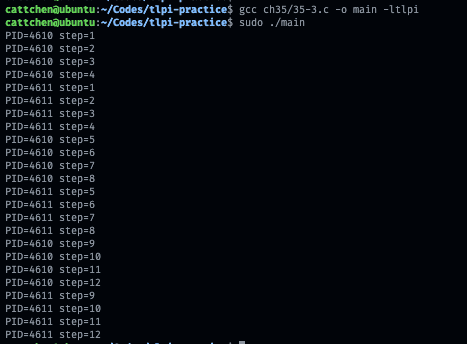 cattchen@ubuntu:~/Codes/tlpi-practice$ gcc ch35/35-3.c -o main -ltlpi
cattchen@ubuntu:~/Codes/tlpi-practice$ sudo ./main
PID=4610 step=1
PID=4610 step=2
PID=4610 step=3
PID=4610 step=4
PID=4611 step=1
PID=4611 step=2
PID=4611 step=3
PID=4611 step=4
PID=4610 step=5
PID=4610 step=6
PID=4610 step=7
PID=4610 step=8
PID=4611 step=5
PID=4611 step=6
PID=4611 step=7
PID=4611 step=8
PID=4610 step=9
PID=4610 step=10
PID=4610 step=11
PID=4610 step=12
PID=4611 step=9
PID=4611 step=10
PID=4611 step=11
PID=4611 step=12